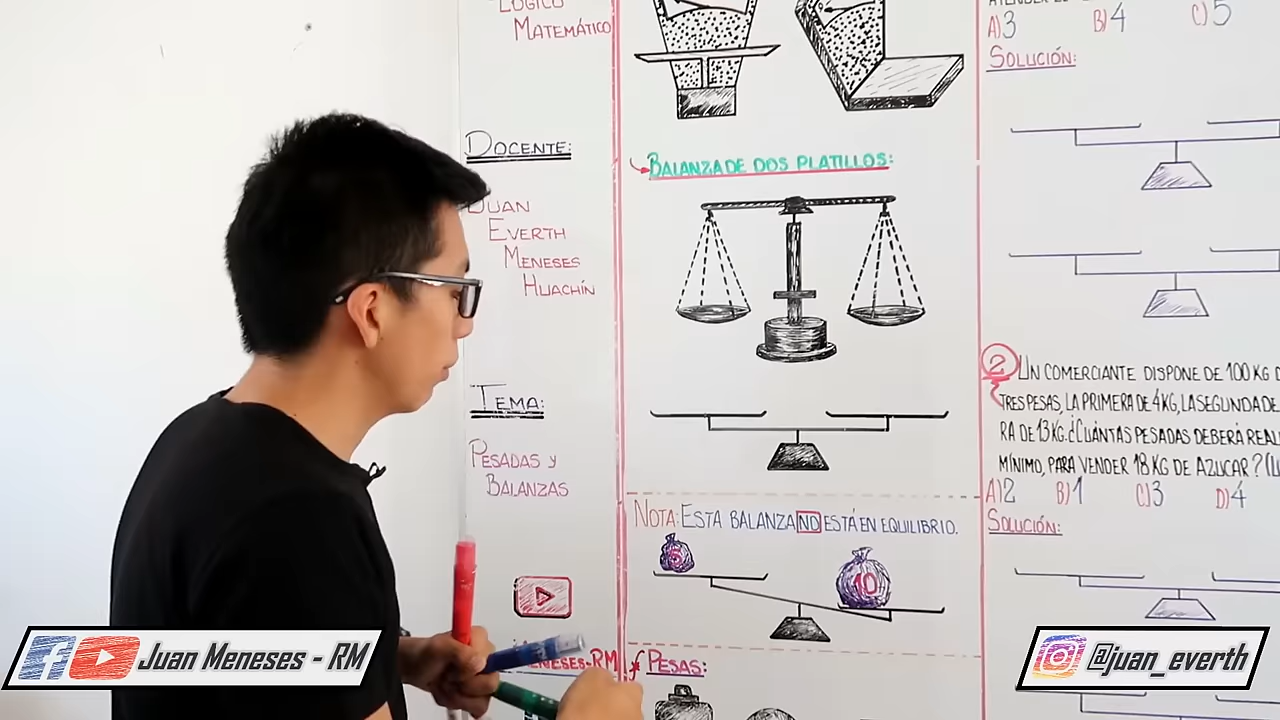 LÓGICO
MATEMÁTICO
DOCENTE:
JUAN
EVERTH
MENESES
HUACHÍN
TEMA:
PESADAS Y
BALANZAS
MENESES-RM
BALANZA DE DOS PLATILLOS:
NOTA: ESTA BALANZA NO ESTÁ EN EQUILIBRIO.
5
10
PESAS:
A) 3 B) 4 C) 5
SOLUCIÓN:
2 UN COMERCIANTE DISPONE DE 100 KG D
TRES PESAS, LA PRIMERA DE 4 KG, LA SEGUNDA DE
RA DE 13 KG. ¿CUÁNTAS PESADAS DEBERÁ REAL
MÍNIMO, PARA VENDER 18 KG DE AZUCAR? (U
A) 2 B) 1 C) 3 D) 4
SOLUCIÓN:
Juan Meneses - RM
@juan_everth